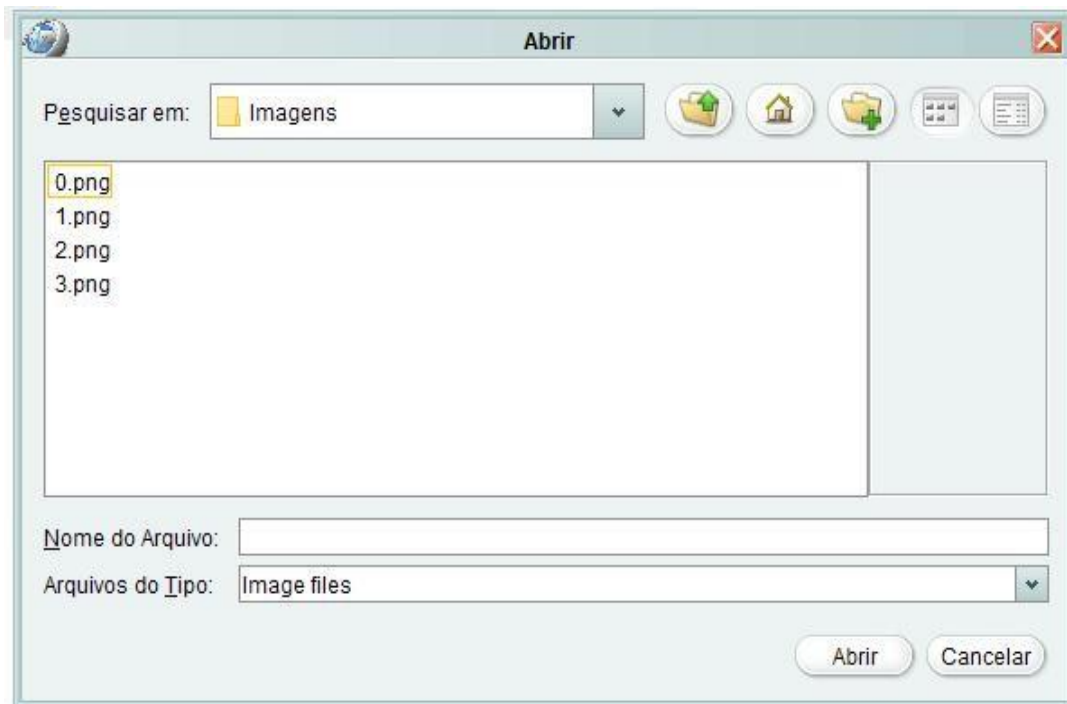 Abrir
Pesquisar em: Imagens
0.png
1.png
2.png
3.png
Nome do Arquivo:
Arquivos do Tipo: Image files
Abrir Cancelar